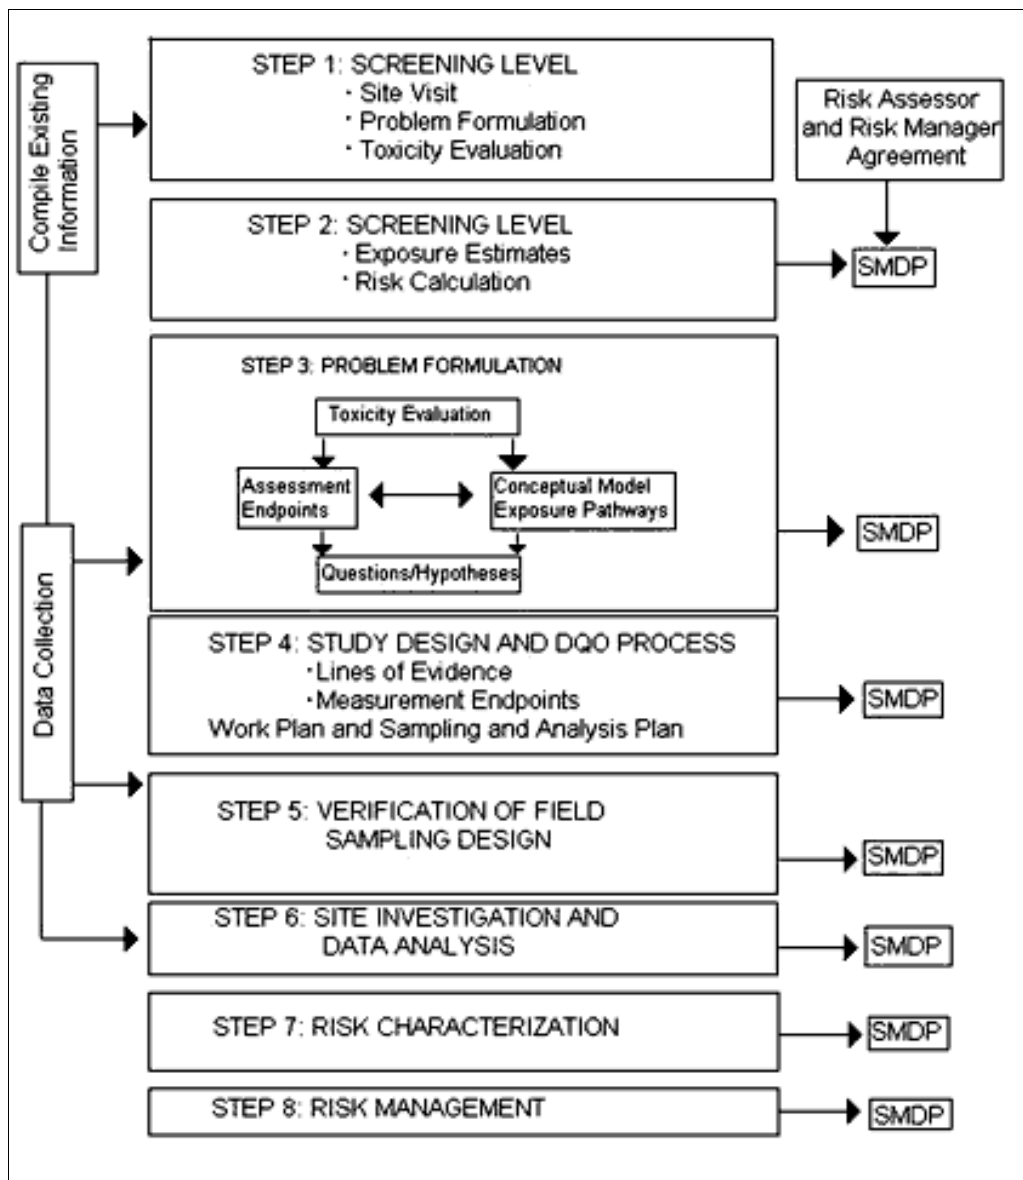 Compile Existing
Information
STEP 1: SCREENING LEVEL
· Site Visit
· Problem Formulation
· Toxicity Evaluation
Risk Assessor
and Risk Manager
Agreement
STEP 2: SCREENING LEVEL
· Exposure Estimates
· Risk Calculation
SMDP
STEP 3: PROBLEM FORMULATION
Toxicity Evaluation
Assessment
Endpoints
Conceptual Model
Exposure Pathways
Questions/Hypotheses
SMDP
Data Collection
STEP 4: STUDY DESIGN AND DQO PROCESS
·Lines of Evidence
·Measurement Endpoints
Work Plan and Sampling and Analysis Plan
SMDP
STEP 5: VERIFICATION OF FIELD
SAMPLING DESIGN
SMDP
STEP 6: SITE INVESTIGATION AND
DATA ANALYSIS
SMDP
STEP 7: RISK CHARACTERIZATION
SMDP
STEP 8: RISK MANAGEMENT
SMDP